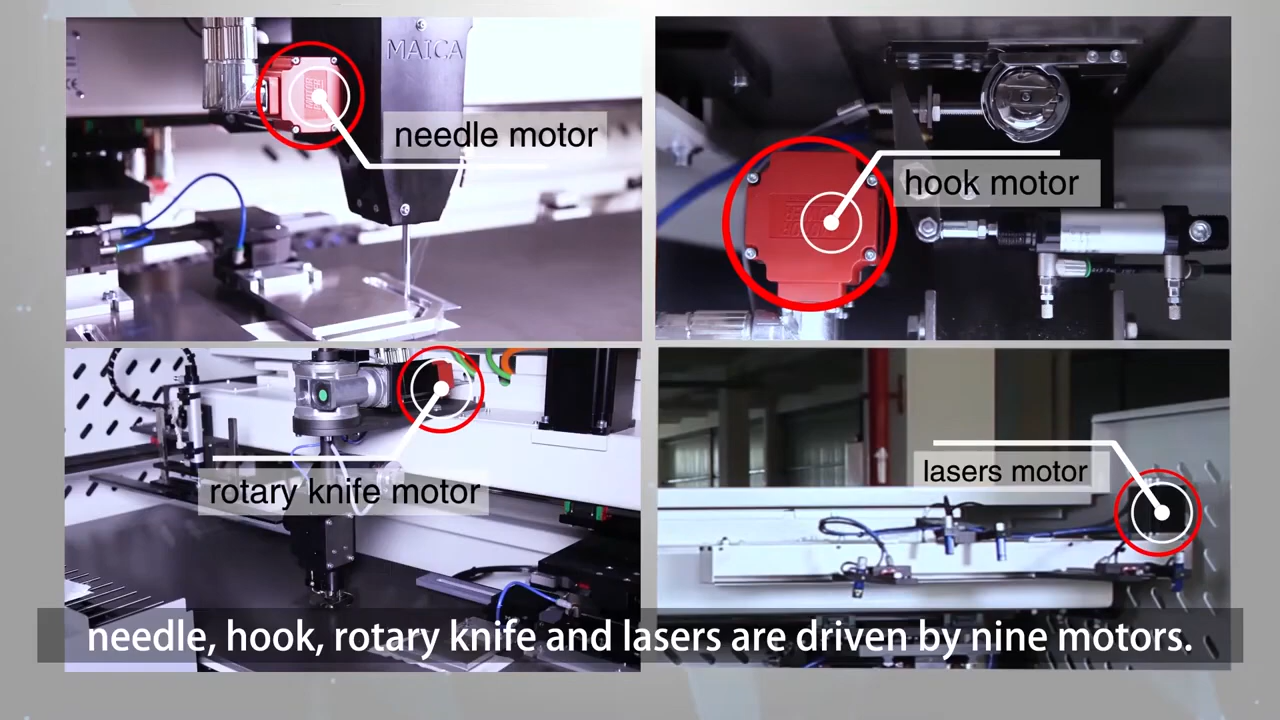 MAICA
needle motor
hook motor
rotary knife motor
lasers motor
needle, hook, rotary knife and lasers are driven by nine motors.